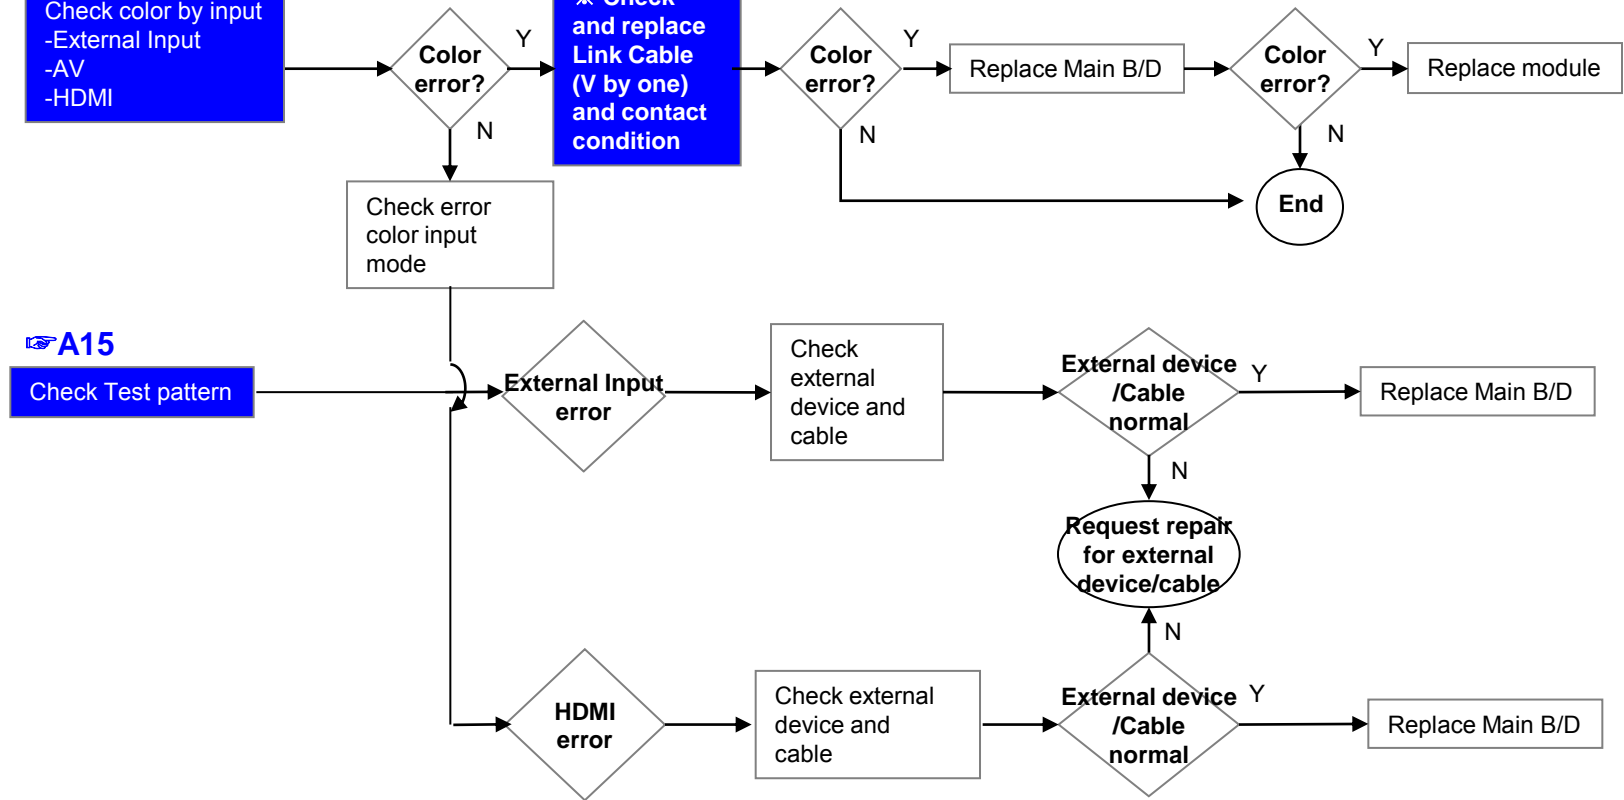 Check color by input
-External Input
-AV
-HDMI
Color
error?
Y
N
※ Check
and replace
Link Cable
(V by one)
and contact
condition
Color
error?
Y
N
Replace Main B/D
Color
error?
Y
N
Replace module
End
Check error
color input
mode
☞A15
Check Test pattern
External Input
error
Check
external
device and
cable
External device
/Cable
normal
Y
N
Replace Main B/D
Request repair
for external
device/cable
N
HDMI
error
Check external
device and
cable
External device
/Cable
normal
Y
Replace Main B/D